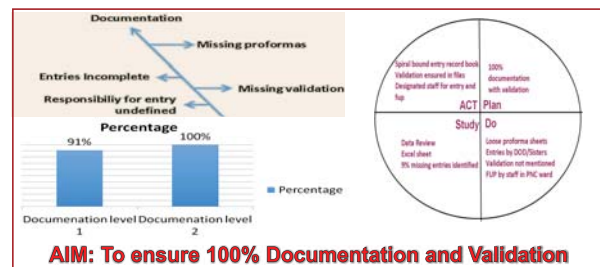 Documentation
Missing proformas
Entries Incomplete
Missing validation
Responsibiliy for entry
undefined
Percentage
91%
100%
Percentage
Documenation level
1
Documenation level
2
Spiral bound entry record book
Validation ensured in files
Designated staff for entry and
fup
ACT
100%
documentation
with validation
Plan
Study
Data Review
Excel sheet
9% missing entries identified
Do
Loose proforma sheets
Entries by DOD/Sisters
Validation not mentioned
FUP by staff in PNC ward
AIM: To ensure 100% Documentation and Validation